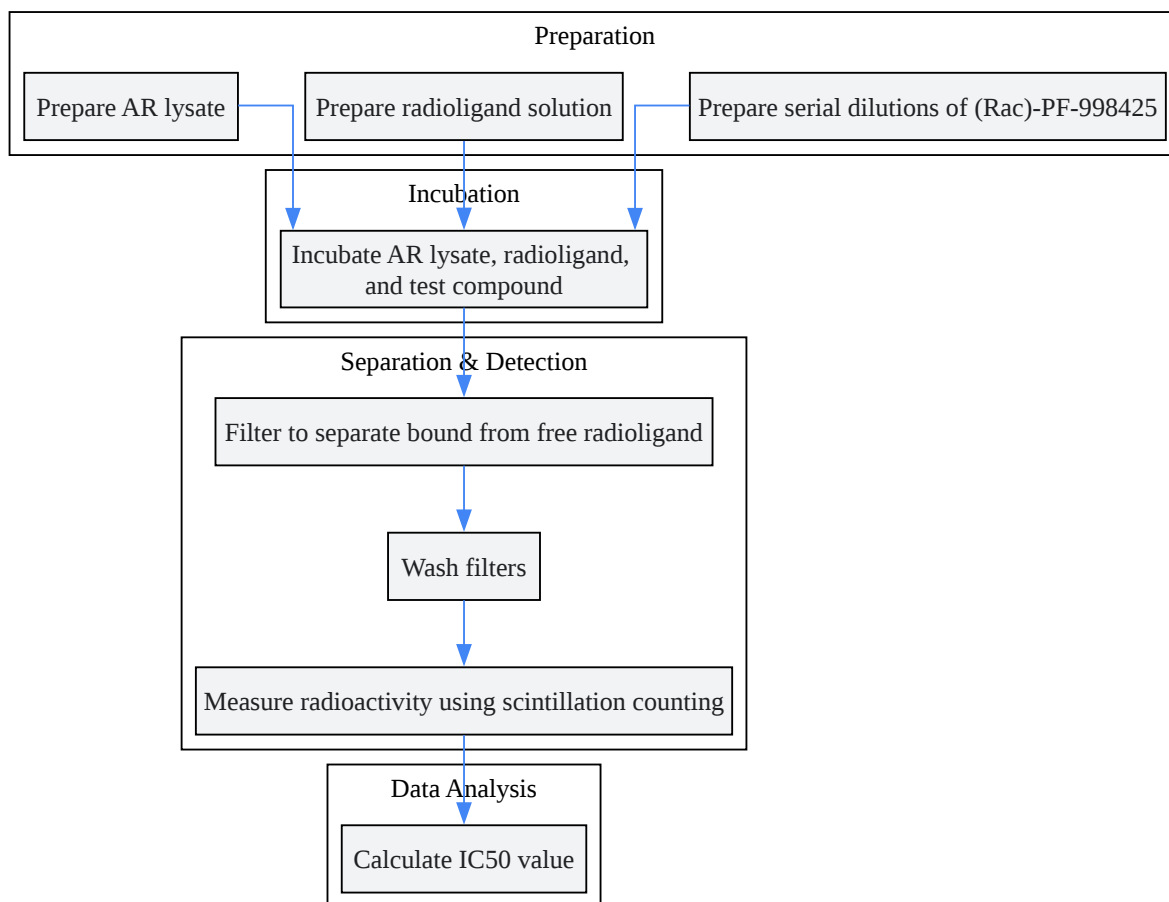 Preparation
Prepare AR lysate
Prepare radioligand solution
Prepare serial dilutions of (Rac)-PF-998425
Incubation
Incubate AR lysate, radioligand,
and test compound
Separation & Detection
Filter to separate bound from free radioligand
Wash filters
Measure radioactivity using scintillation counting
Data Analysis
Calculate IC50 value